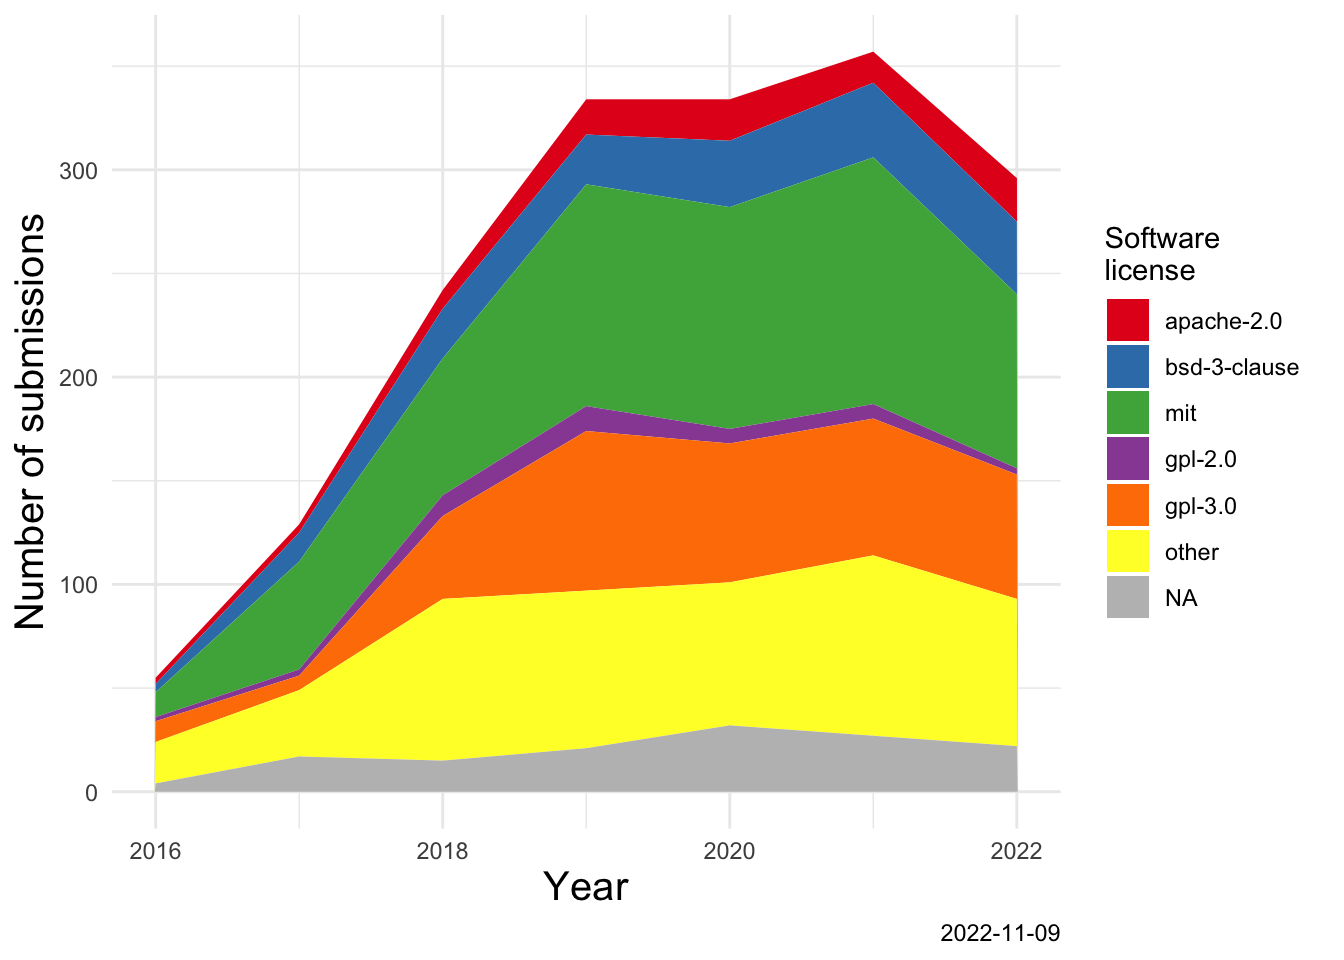 Number of submissions
300
200
100
0
2016
2018
2020
2022
Year
2022-11-09
Software
license
apache-2.0
bsd-3-clause
mit
gpl-2.0
gpl-3.0
other
NA